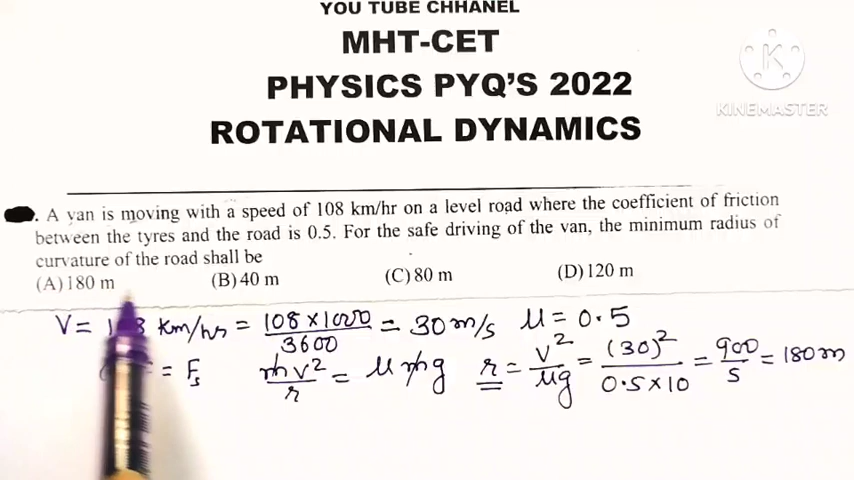 YOU TUBE CHHANEL
MHT-CET
PHYSICS PYQ'S 2022
ROTATIONAL DYNAMICS
K
KINEMASTER
. A van is moving with a speed of 108 km/hr on a level road where the coefficient of friction
between the tyres and the road is 0.5. For the safe driving of the van, the minimum radius of
curvature of the road shall be
(A) 180 m (B) 40 m (C) 80 m (D) 120 m
V = km/hs = 108 × 1000 / 3600 = 30 m/s μ = 0.5
= Fs mv²/r = μ mg r = v²/μg = (30)²/0.5×10 = 900/5 = 180 m